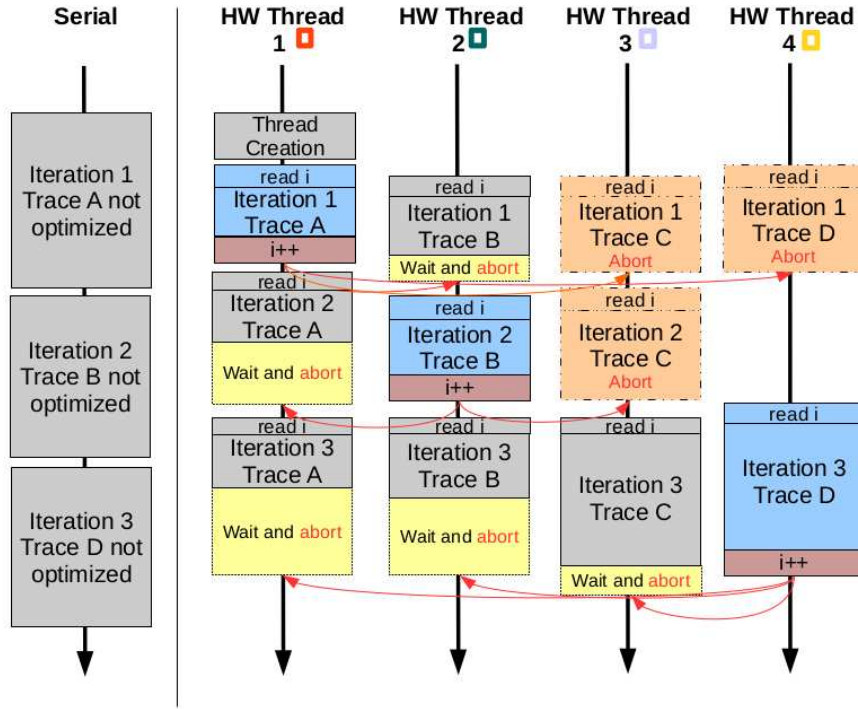 Serial
HW Thread
1
HW Thread
2
HW Thread
3
HW Thread
4
Iteration 1
Trace A not
optimized
Iteration 2
Trace B not
optimized
Iteration 3
Trace D not
optimized
Thread
Creation
read i
Iteration 1
Trace A
i++
read i
Iteration 2
Trace A
Wait and abort
read i
Iteration 3
Trace A
Wait and abort
read i
Iteration 1
Trace B
Wait and abort
read i
Iteration 2
Trace B
i++
read i
Iteration 3
Trace B
Wait and abort
read i
Iteration 1
Trace C
Abort
read i
Iteration 2
Trace C
Abort
read i
Iteration 3
Trace C
Wait and abort
read i
Iteration 1
Trace D
Abort
read i
Iteration 3
Trace D
i++